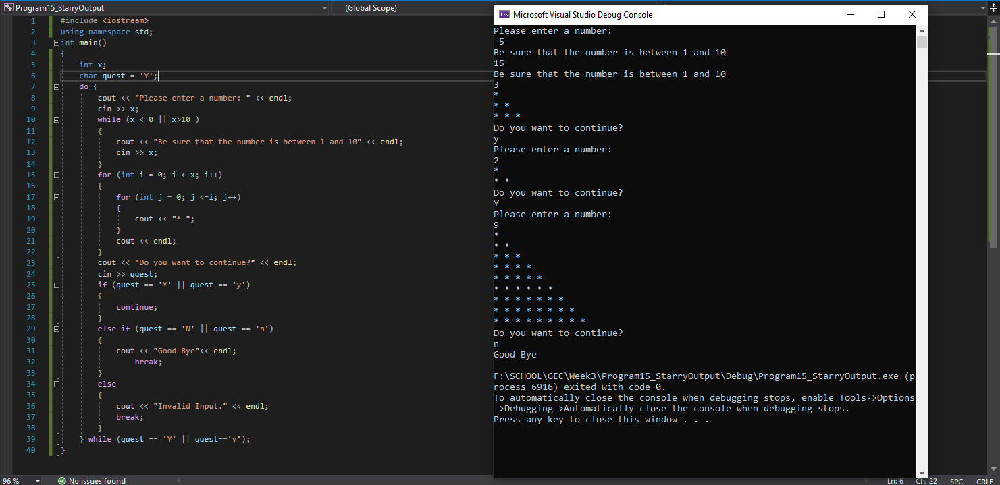 Program15_StarryOutput
(Global Scope)
1 #include <iostream>
2 using namespace std;
3 int main()
4 {
5 int x;
6 char quest = 'Y';
7 do {
8 cout << "Please enter a number: " << endl;
9 cin >> x;
10 while (x < 0 || x>10 )
11 {
12 cout << "Be sure that the number is between 1 and 10" << endl;
13 cin >> x;
14 }
15 for (int i = 0; i < x; i++)
16 {
17 for (int j = 0; j <=i; j++)
18 {
19 cout << "* ";
20 }
21 cout << endl;
22 }
23 cout << "Do you want to continue?" << endl;
24 cin >> quest;
25 if (quest == 'Y' || quest == 'y')
26 {
27 continue;
28 }
29 else if (quest == 'N' || quest == 'n')
30 {
31 cout << "Good Bye"<< endl;
32 break;
33 }
34 else
35 {
36 cout << "Invalid Input." << endl;
37 break;
38 }
39 } while (quest == 'Y' || quest=='y');
40 }
96 %
No issues found
Microsoft Visual Studio Debug Console
Please enter a number:
-5
Be sure that the number is between 1 and 10
15
Be sure that the number is between 1 and 10
3
*
* *
* * *
Do you want to continue?
y
Please enter a number:
2
*
* *
Do you want to continue?
Y
Please enter a number:
9
*
* *
* * *
* * * *
* * * * *
* * * * * *
* * * * * * *
* * * * * * * *
* * * * * * * * *
Do you want to continue?
n
Good Bye
F:\SCHOOL\GEC\Week3\Program15_StarryOutput\Debug\Program15_StarryOutput.exe (p
rocess 6916) exited with code 0.
To automatically close the console when debugging stops, enable Tools->Options
->Debugging->Automatically close the console when debugging stops.
Press any key to close this window . . .
Ln: 6 Ch: 22 SPC CRLF